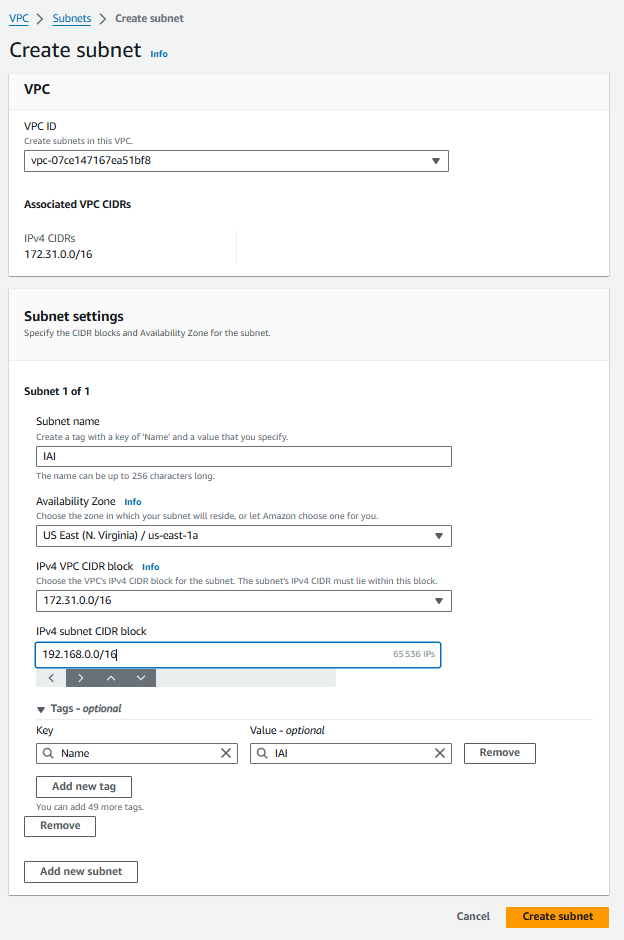 VPC > Subnets > Create subnet
Create subnet Info
VPC
VPC ID
Create subnets in this VPC.
vpc-07ce147167ea51bf8
Associated VPC CIDRs
IPv4 CIDRs
172.31.0.0/16
Subnet settings
Specify the CIDR blocks and Availability Zone for the subnet.
Subnet 1 of 1
Subnet name
Create a tag with a key of 'Name' and a value that you specify.
IAI
The name can be up to 256 characters long.
Availability Zone Info
Choose the zone in which your subnet will reside, or let Amazon choose one for you.
US East (N. Virginia) / us-east-1a
IPv4 VPC CIDR block Info
Choose the VPC's IPv4 CIDR block for the subnet. The subnet's IPv4 CIDR must lie within this block.
172.31.0.0/16
IPv4 subnet CIDR block
192.168.0.0/16 65 536 IPs
Tags - optional
Key Value - optional
Name IAI Remove
Add new tag
You can add 49 more tags.
Remove
Add new subnet
Cancel Create subnet